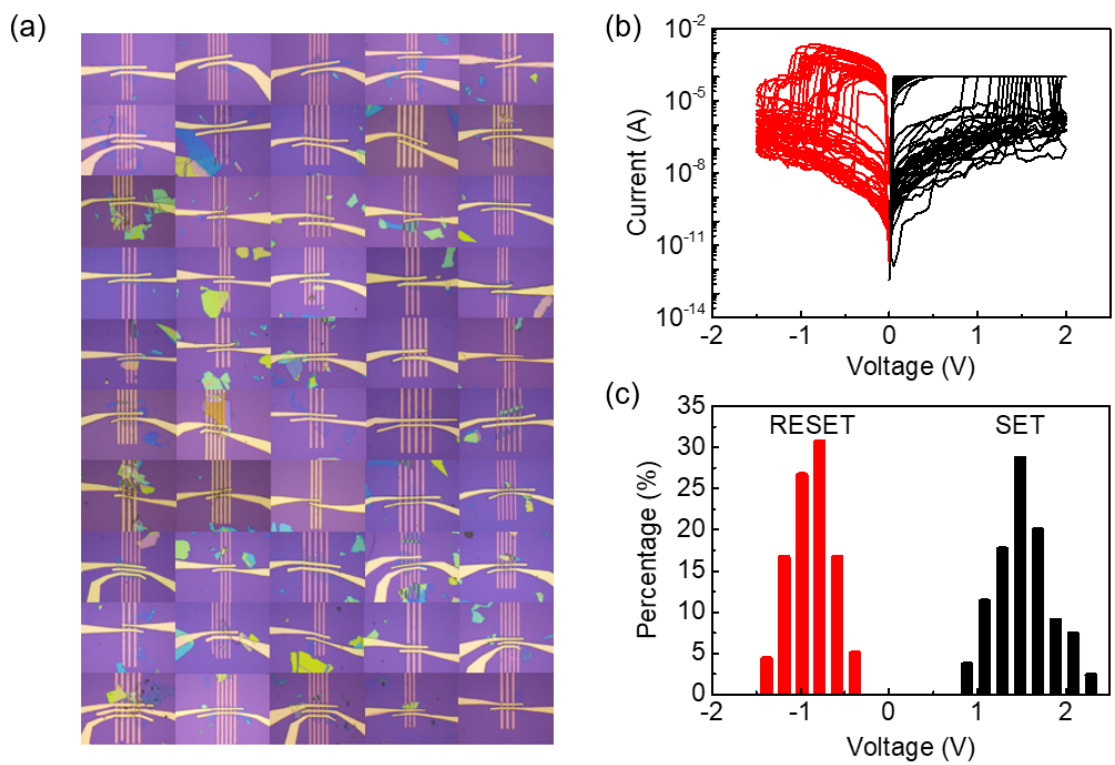 (a)
(b)
10⁻²
10⁻⁵
10⁻⁸
10⁻¹¹
10⁻¹⁴
Current (A)
-2
-1
0
1
2
Voltage (V)
(c)
35
30
25
20
15
10
5
0
Percentage (%)
RESET
SET
-2
-1
0
1
2
Voltage (V)